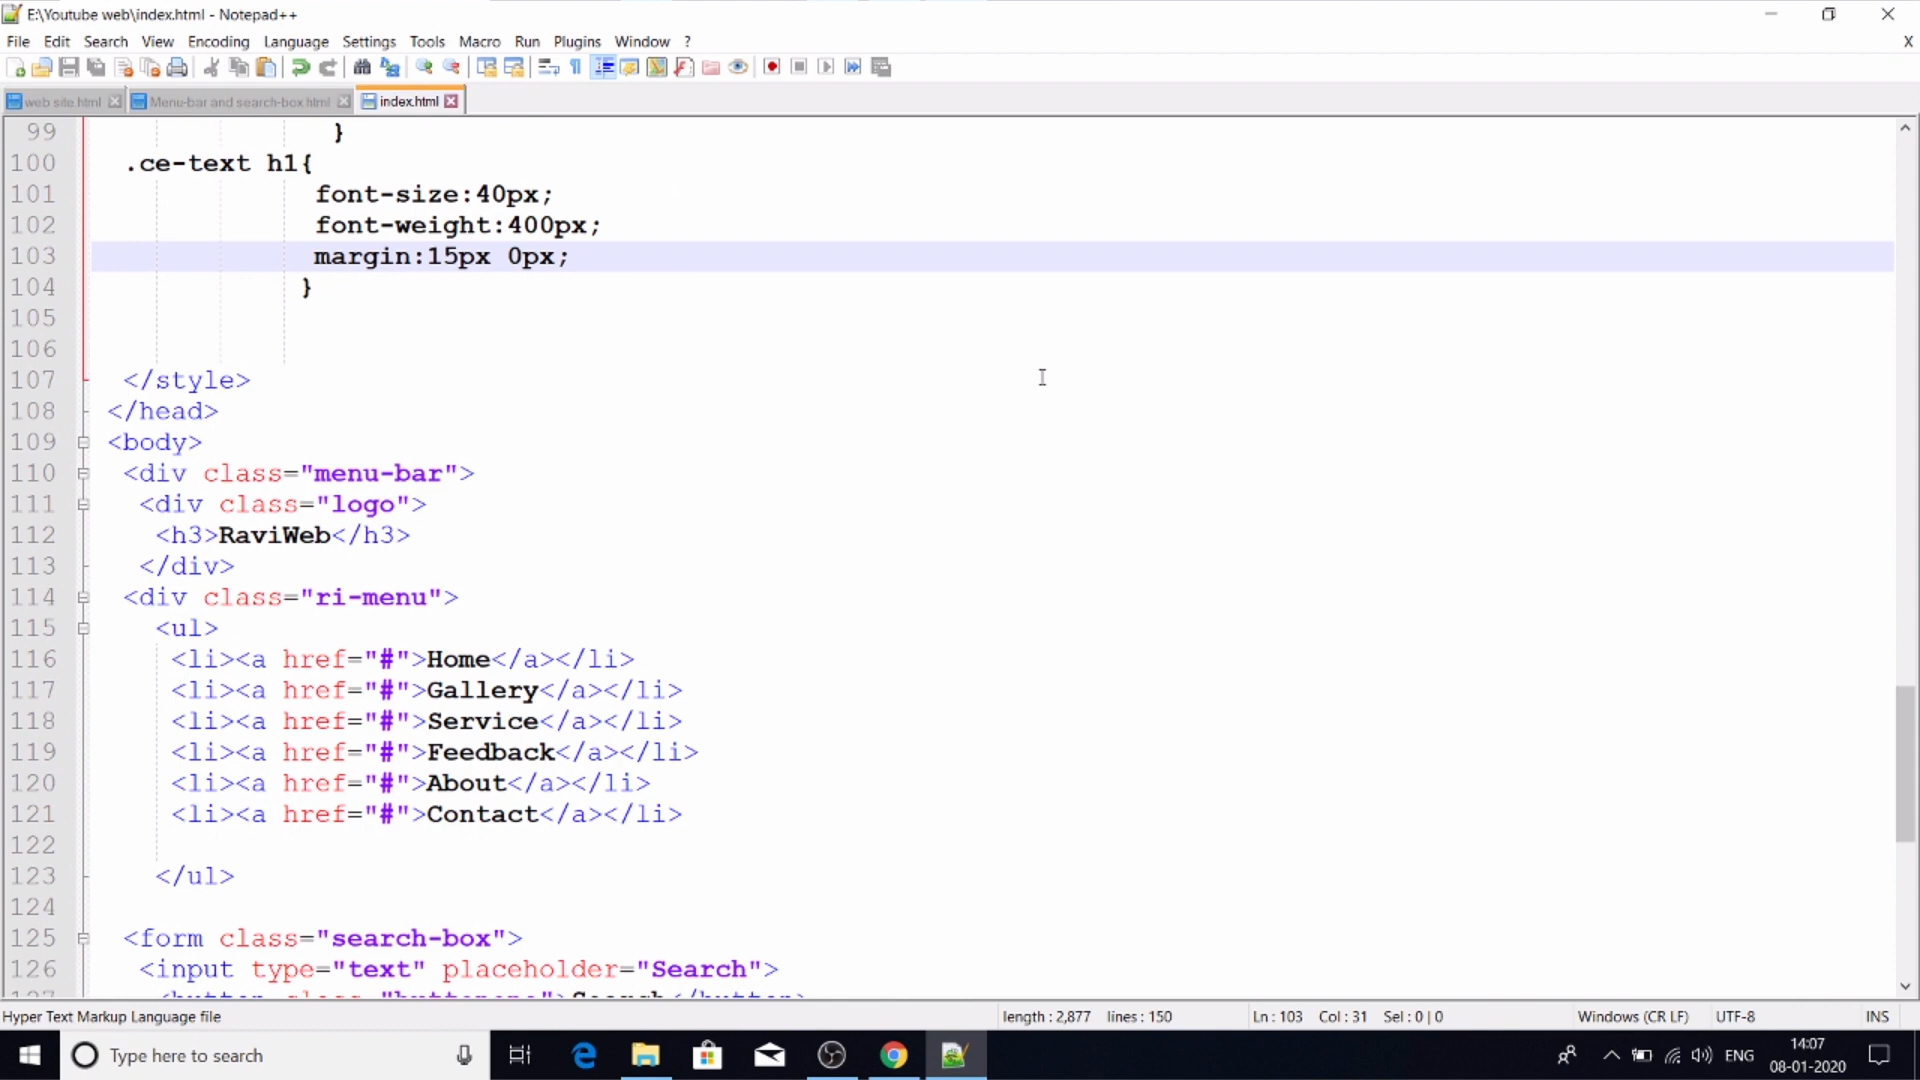 E:\Youtube web\index.html - Notepad++
File Edit Search View Encoding Language Settings Tools Macro Run Plugins Window ? X
web site.html Menu-bar and search-box.html index.html
99 }
100 .ce-text h1{
101 font-size:40px;
102 font-weight:400px;
103 margin:15px 0px;
104 }
105
106
107 </style>
108 </head>
109 <body>
110 <div class="menu-bar">
111 <div class="logo">
112 <h3>RaviWeb</h3>
113 </div>
114 <div class="ri-menu">
115 <ul>
116 <li><a href="#">Home</a></li>
117 <li><a href="#">Gallery</a></li>
118 <li><a href="#">Service</a></li>
119 <li><a href="#">Feedback</a></li>
120 <li><a href="#">About</a></li>
121 <li><a href="#">Contact</a></li>
122
123 </ul>
124
125 <form class="search-box">
126 <input type="text" placeholder="Search">
Hyper Text Markup Language file length : 2,877 lines : 150 Ln : 103 Col : 31 Sel : 0 | 0 Windows (CR LF) UTF-8 INS
Type here to search ENG 14:07
08-01-2020